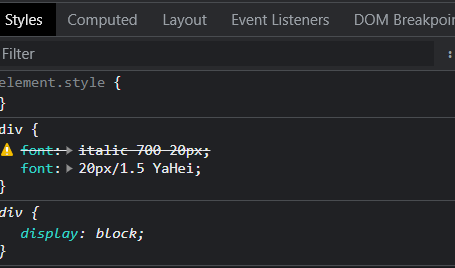 Styles Computed Layout Event Listeners DOM Breakpoin
Filter
element.style {
}
div {
font: italic 700 20px;
font: 20px/1.5 YaHei;
}
div {
display: block;
}